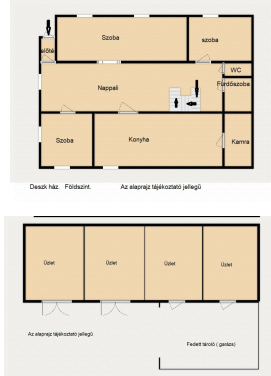 Szoba
szoba
előté
WC
Nappali
Fürdőszoba
Szoba
Konyha
Kamra
Deszk ház. Földszint. Az alaprajz tájékoztató jellegű
Üzlet
Üzlet
Üzlet
Üzlet
Az alaprajz tájékoztató jellegű
Fedett tároló ( garázs)